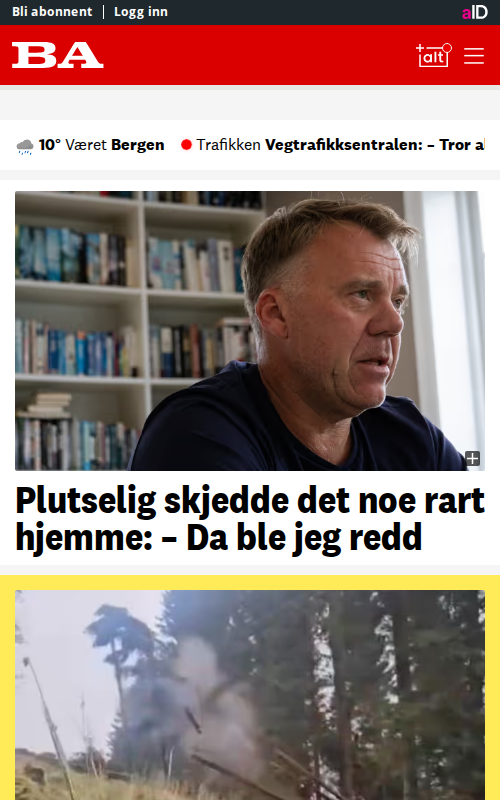 Bli abonnent | Logg inn
aID
BA
+alt
10° Været Bergen
Trafikken Vegtrafikksentralen: – Tror a
Plutselig skjedde det noe rart
hjemme: – Da ble jeg redd